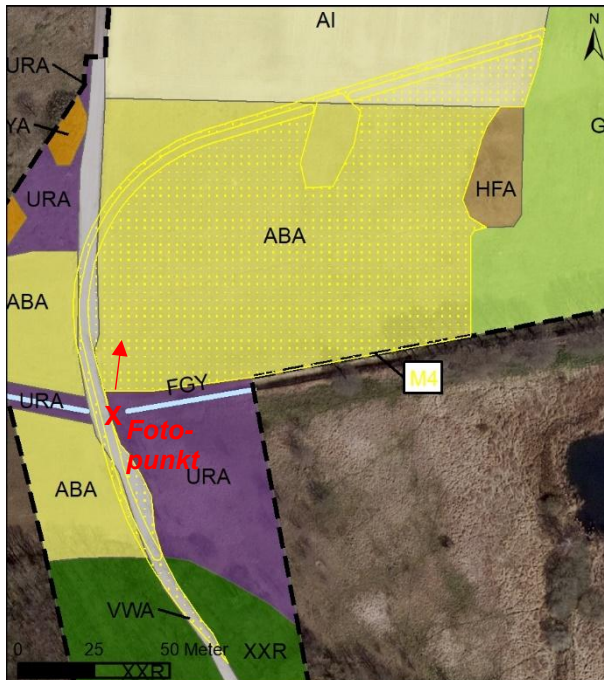 AI
N
URA
YA
G
URA
HFA
ABA
ABA
FGY
M4
URA
X Foto-
punkt
URA
ABA
VWA
0 25 50 Meter
XXR
XXR